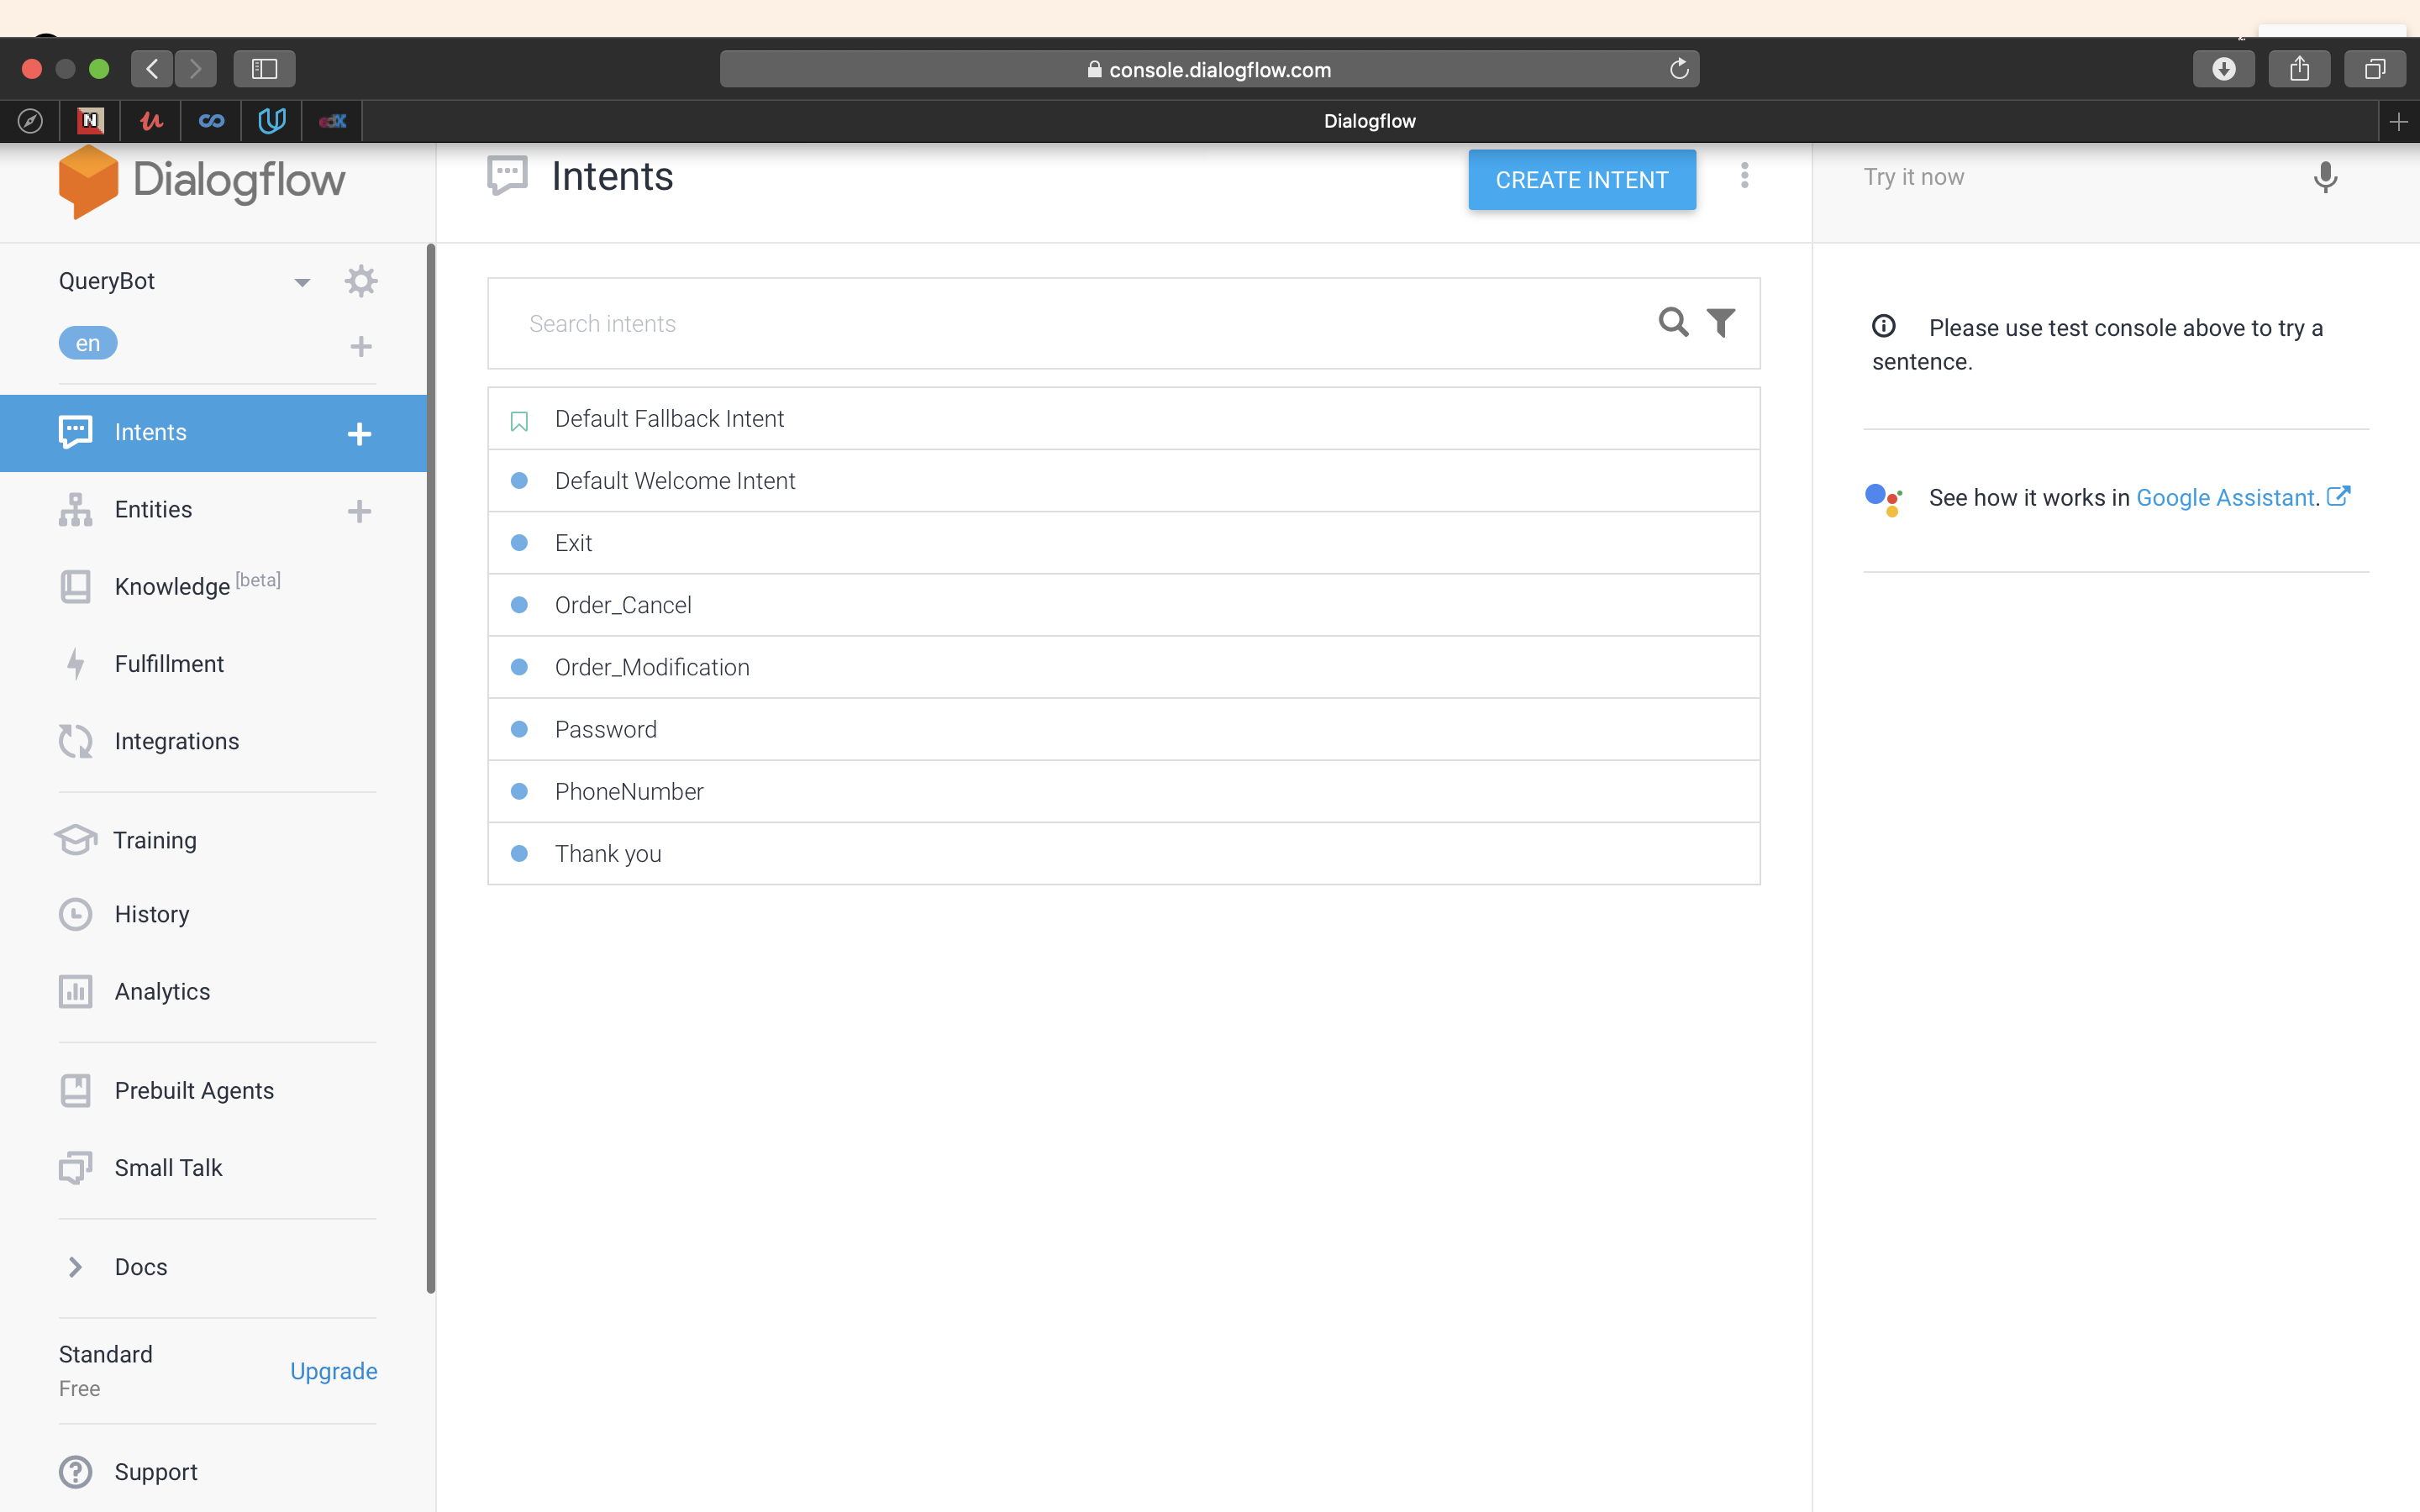 console.dialogflow.com
N
edX
Dialogflow
Dialogflow
Intents
CREATE INTENT
Try it now
QueryBot
en
Search intents
Please use test console above to try a
sentence.
Intents
Default Fallback Intent
Default Welcome Intent
See how it works in Google Assistant.
Entities
Exit
Knowledge [beta]
Order_Cancel
Fulfillment
Order_Modification
Integrations
Password
PhoneNumber
Training
Thank you
History
Analytics
Prebuilt Agents
Small Talk
Docs
Standard
Upgrade
Free
Support